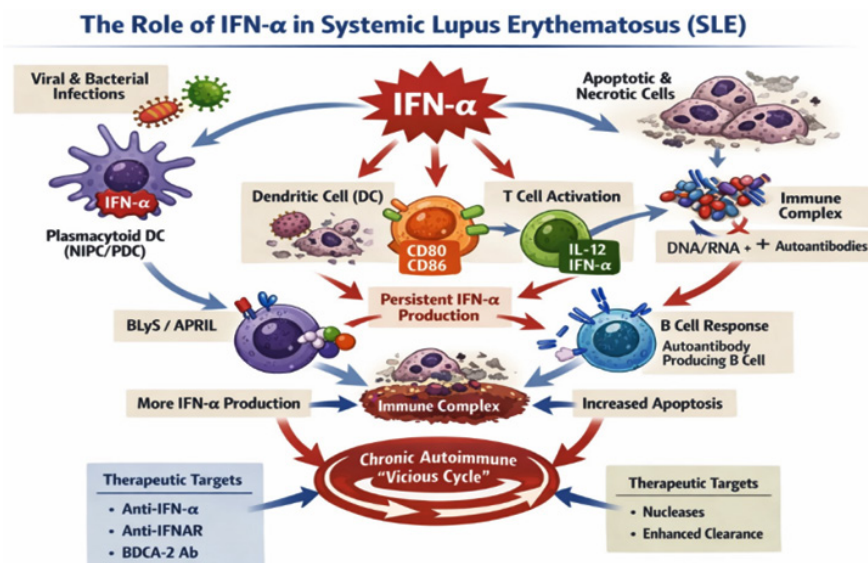 The Role of IFN-α in Systemic Lupus Erythematosus (SLE)
Viral & Bacterial
Infections
IFN-α
Apoptotic &
Necrotic Cells
IFN-α
Plasmacytoid DC
(NIPC/PDC)
Dendritic Cell (DC)
CD80
CD86
T Cell Activation
IL-12
IFN-α
Immune
Complex
DNA/RNA + + Autoantibodies
Persistent IFN-α
Production
BLyS / APRIL
B Cell Response
Autoantibody
Producing B Cell
More IFN-α Production
Immune Complex
Increased Apoptosis
Chronic Autoimmune
"Vicious Cycle"
Therapeutic Targets
• Anti-IFN-α
• Anti-IFNAR
• BDCA-2 Ab
Therapeutic Targets
• Nucleases
• Enhanced Clearance